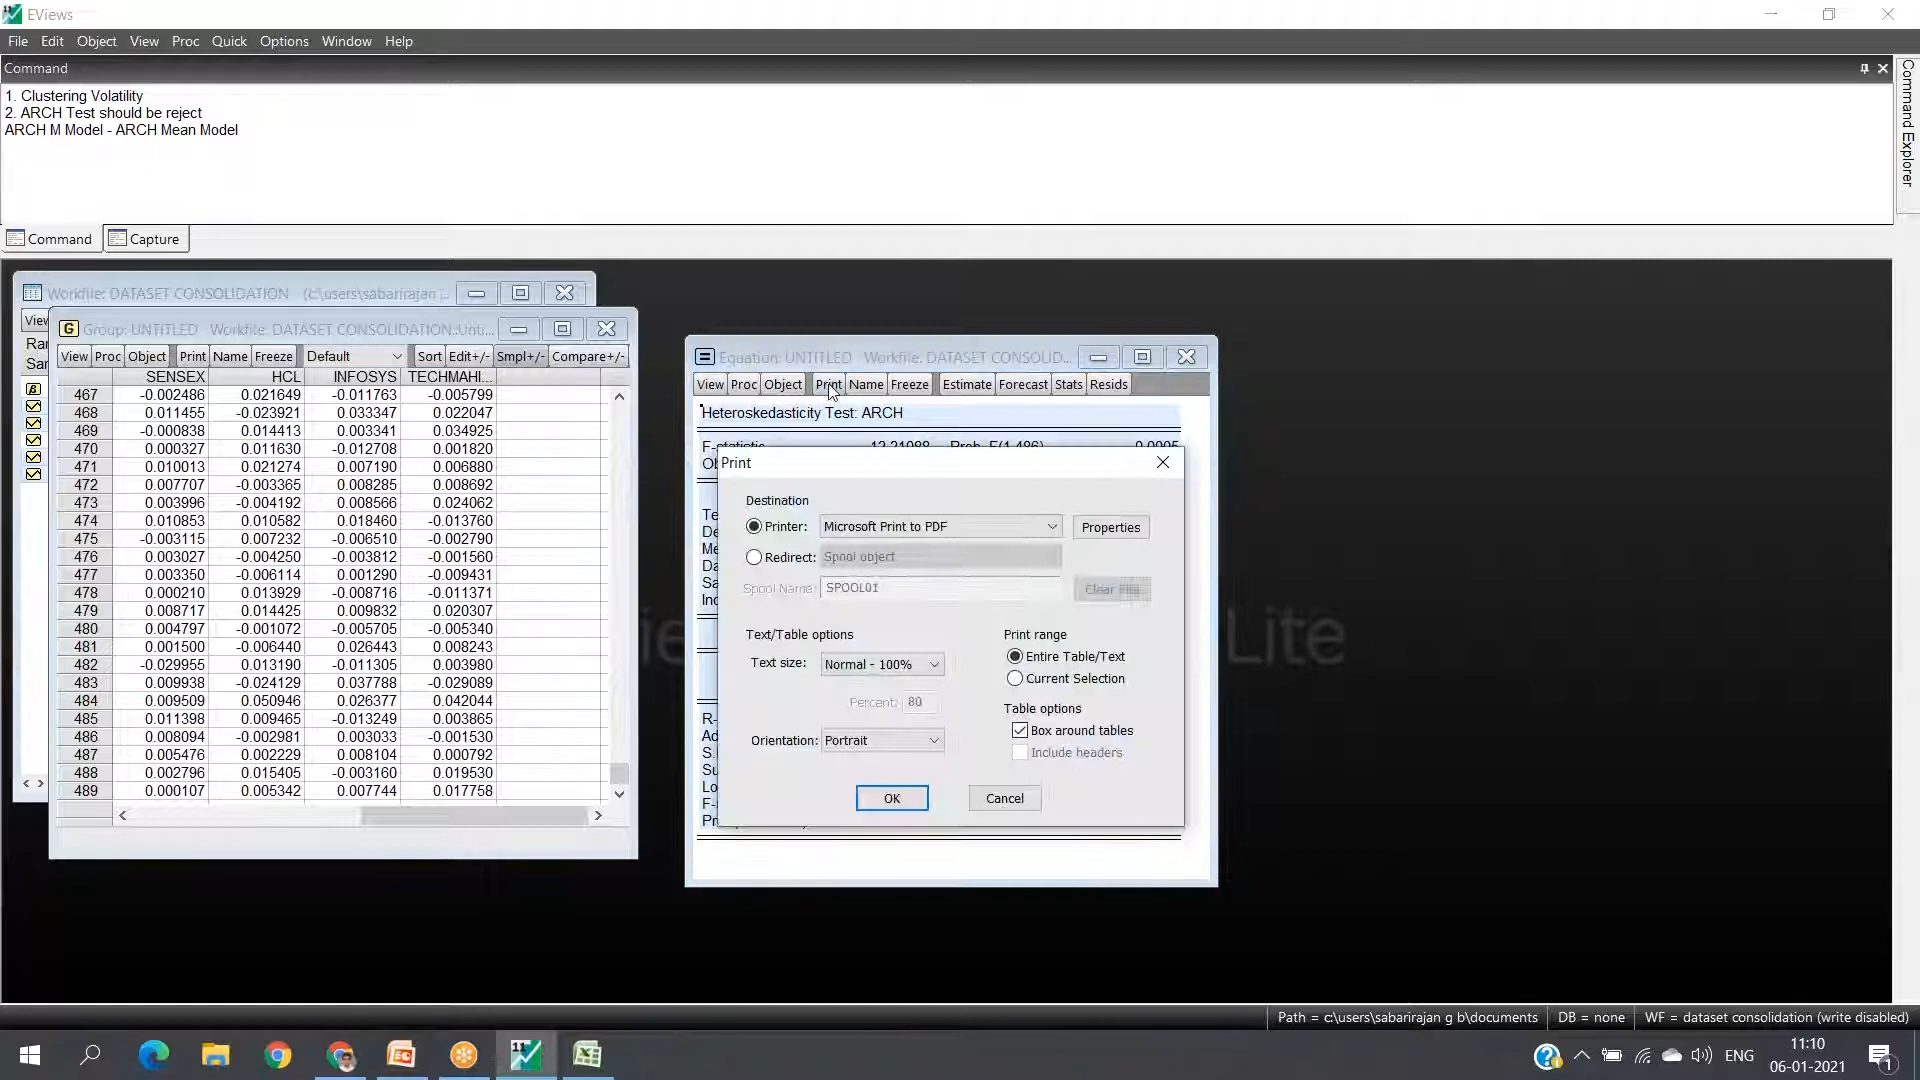 EViews
File Edit Object View Proc Quick Options Window Help
Command
1. Clustering Volatility
2. ARCH Test should be reject
ARCH M Model - ARCH Mean Model
Command Explorer
Command Capture
Workfile: DATASET CONSOLIDATION (c:\users\sabarirajan ...
View
Group: UNTITLED Workfile: DATASET CONSOLIDATION::Unti...
View Proc Object Print Name Freeze Default Sort Edit+/- Smpl+/- Compare+/-
SENSEX HCL INFOSYS TECHMAHI...
467 -0.002486 0.021649 -0.011763 -0.005799
468 0.011455 -0.023921 0.033347 0.022047
469 -0.000838 0.014413 0.003341 0.034925
470 0.000327 0.011630 -0.012708 0.001820
471 0.010013 0.021274 0.007190 0.006880
472 0.007707 -0.003365 0.008285 0.008692
473 0.003996 -0.004192 0.008566 0.024062
474 0.010853 0.010582 0.018460 -0.013760
475 -0.003115 0.007232 -0.006510 -0.002790
476 0.003027 -0.004250 -0.003812 -0.001560
477 0.003350 -0.006114 0.001290 -0.009431
478 0.000210 0.013929 -0.008716 -0.011371
479 0.008717 0.014425 0.009832 0.020307
480 0.004797 -0.001072 -0.005705 -0.005340
481 0.001500 -0.006440 0.026443 0.008243
482 -0.029955 0.013190 -0.011305 0.003980
483 0.009938 -0.024129 0.037788 -0.029089
484 0.009509 0.050946 0.026377 0.042044
485 0.011398 0.009465 -0.013249 0.003865
486 0.008094 -0.002981 0.003033 -0.001530
487 0.005476 0.002229 0.008104 0.000792
488 0.002796 0.015405 -0.003160 0.019530
489 0.000107 0.005342 0.007744 0.017758
Equation: UNTITLED Workfile: DATASET CONSOLID...
View Proc Object Print Name Freeze Estimate Forecast Stats Resids
Heteroskedasticity Test: ARCH
F-statistic 12.21088 Prob. F(1,486) 0.0005
Print
Destination
Printer: Microsoft Print to PDF Properties
Redirect: Spool object
Spool Name: SPOOL01 Clear File
Text/Table options
Text size: Normal - 100%
Percent: 80
Orientation: Portrait
Print range
Entire Table/Text
Current Selection
Table options
Box around tables
Include headers
OK Cancel
Lite
Path = c:\users\sabarirajan g b\documents DB = none WF = dataset consolidation (write disabled)
ENG
11:10
06-01-2021
1